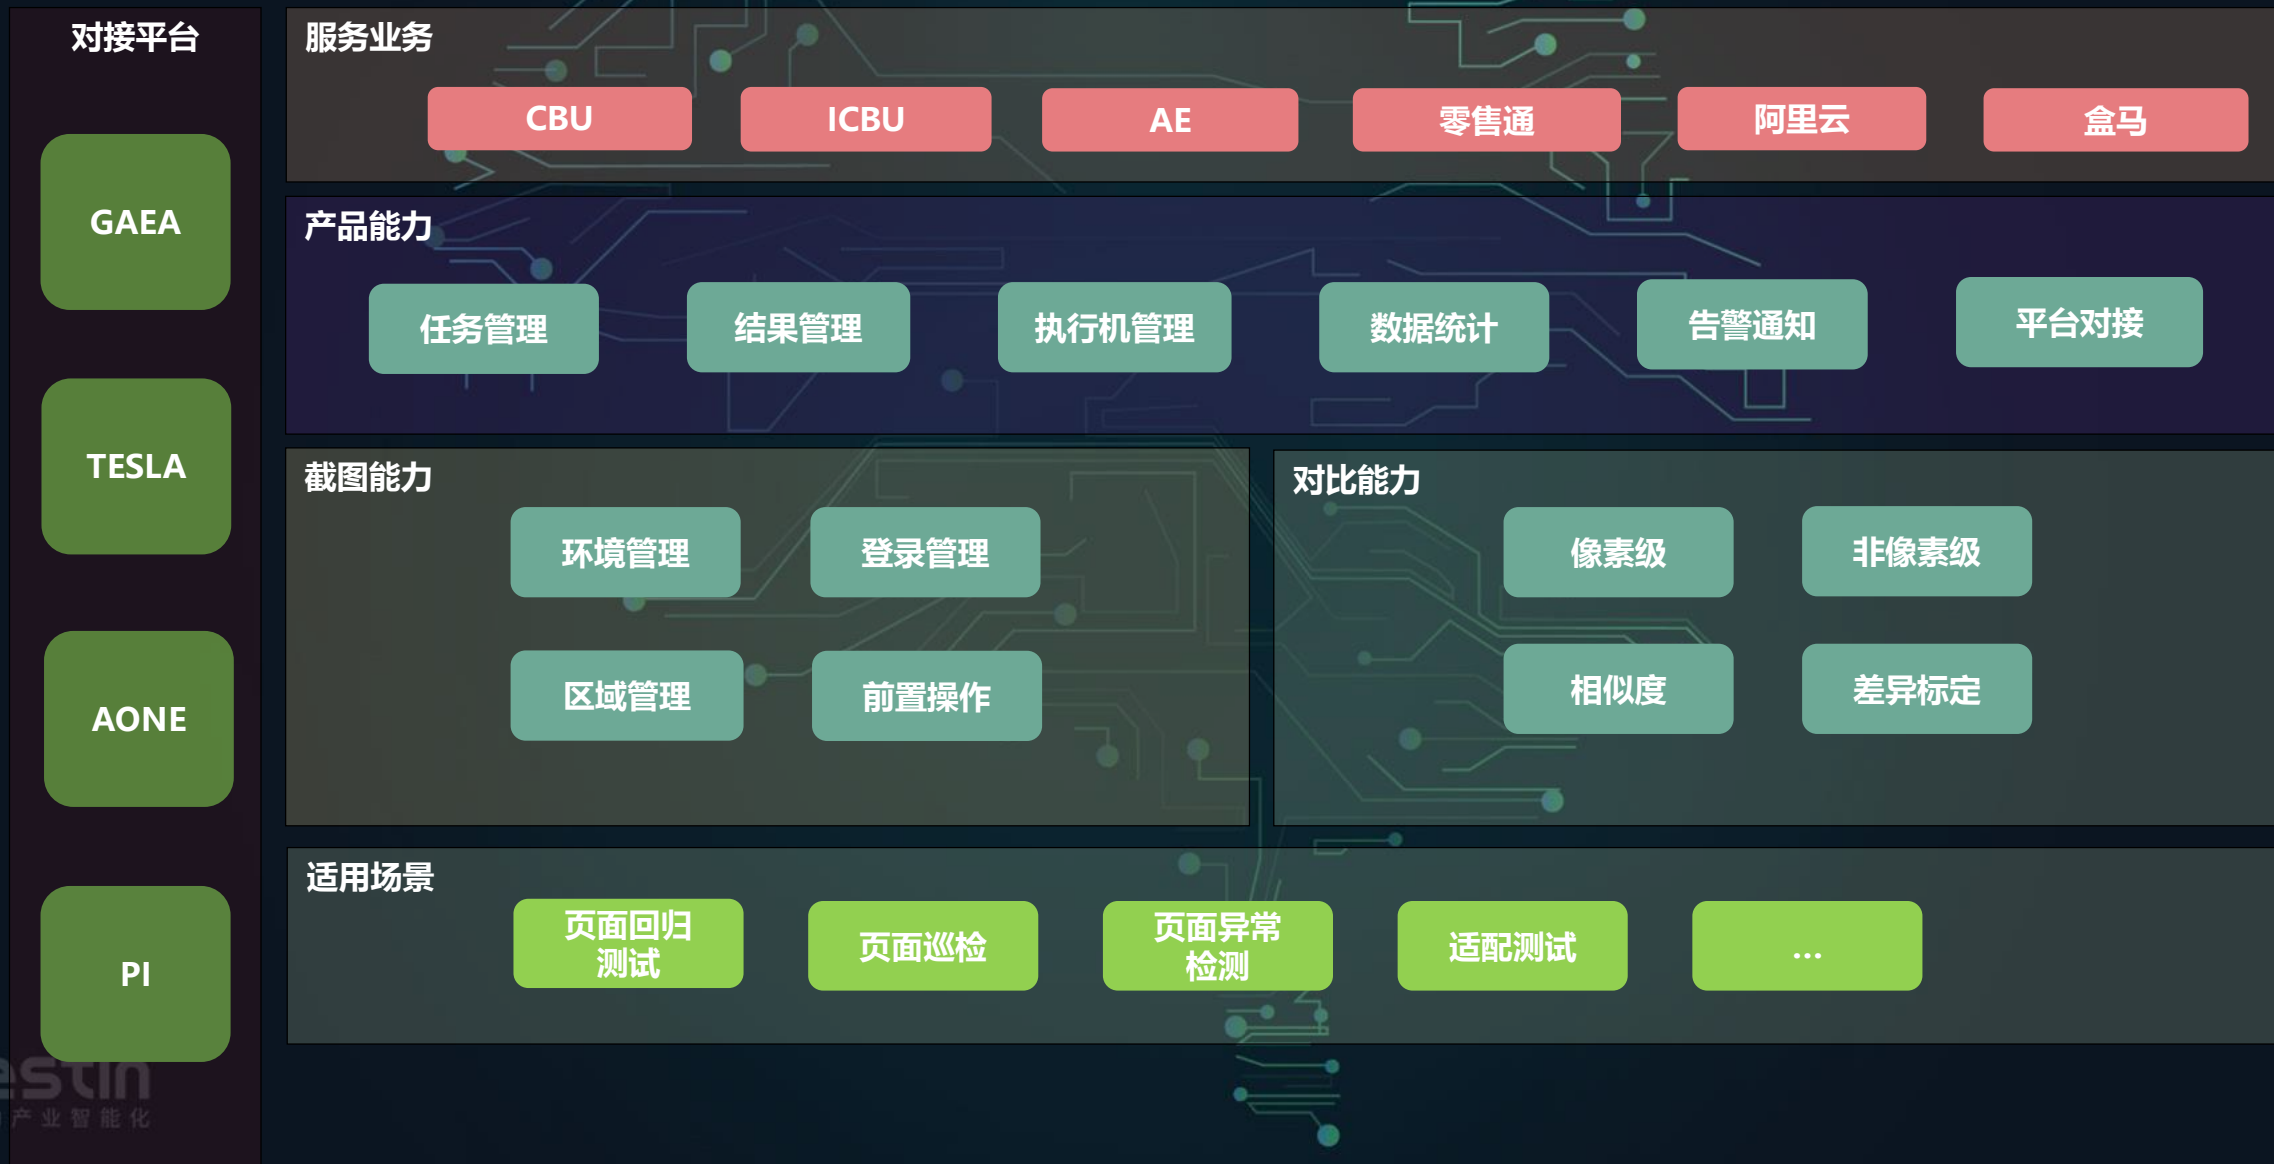 对接平台
GAEA
TESLA
AONE
PI
服务业务
CBU
ICBU
AE
零售通
阿里云
盒马
产品能力
任务管理
结果管理
执行机管理
数据统计
告警通知
平台对接
截图能力
环境管理
登录管理
区域管理
前置操作
对比能力
像素级
非像素级
相似度
差异标定
适用场景
页面回归
测试
页面巡检
页面异常
检测
适配测试
...
estin
产业智能化